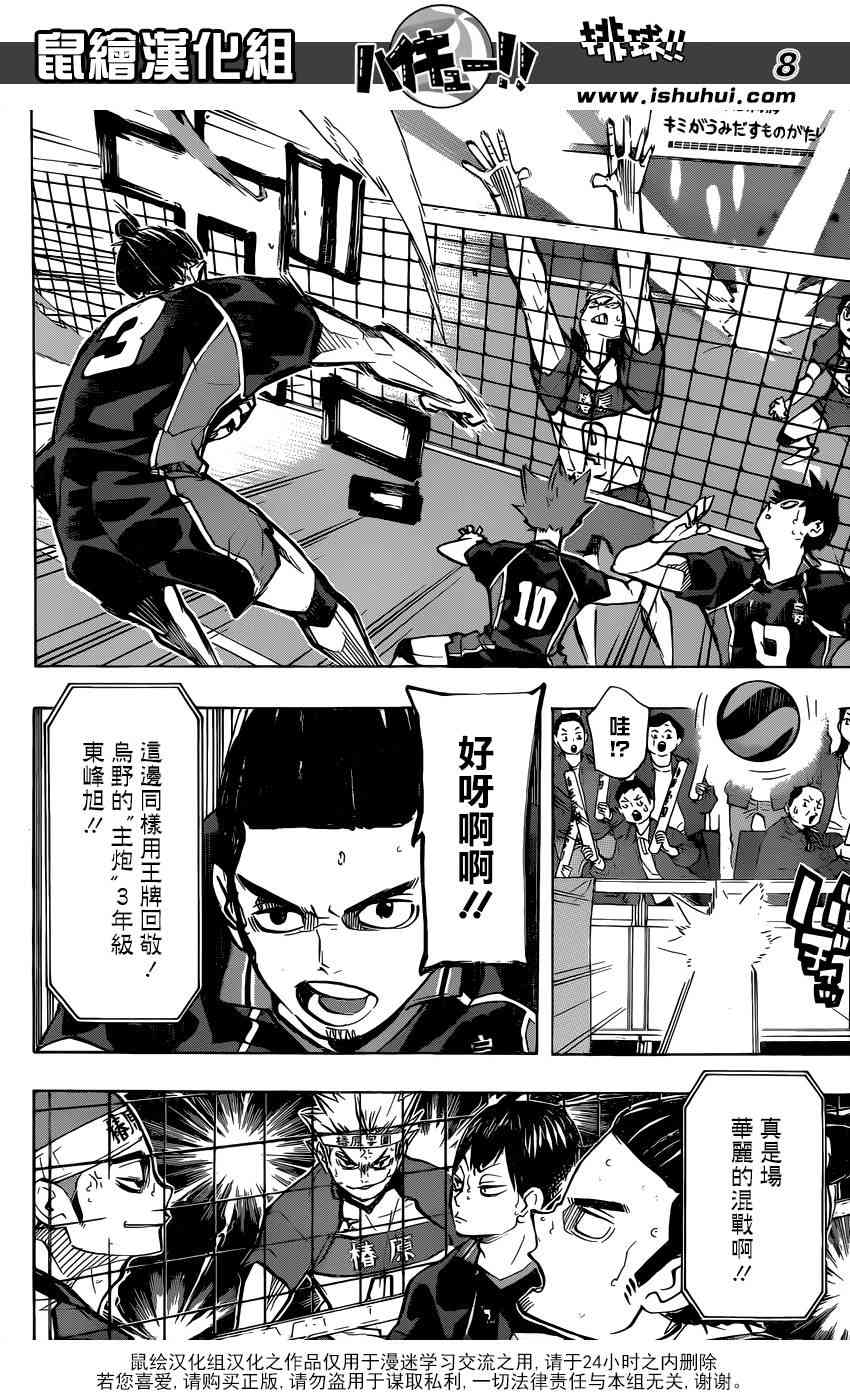 鼠繪漢化組
ハイキュー!!
排球!!
8
www.ishuhui.com
キミがうみだすものがたり
3
10
哇!?
好呀啊啊!!
這邊同樣用王牌回敬!
烏野的"主炮"3年級
東峰旭!!
真是場
華麗的混戰啊!!
椿原
椿原学園
椿原
鼠绘汉化组汉化之作品仅用于漫迷学习交流之用,请于24小时之内删除
若您喜爱,请购买正版,请勿盗用于谋取私利,一切法律责任与本组无关,谢谢。